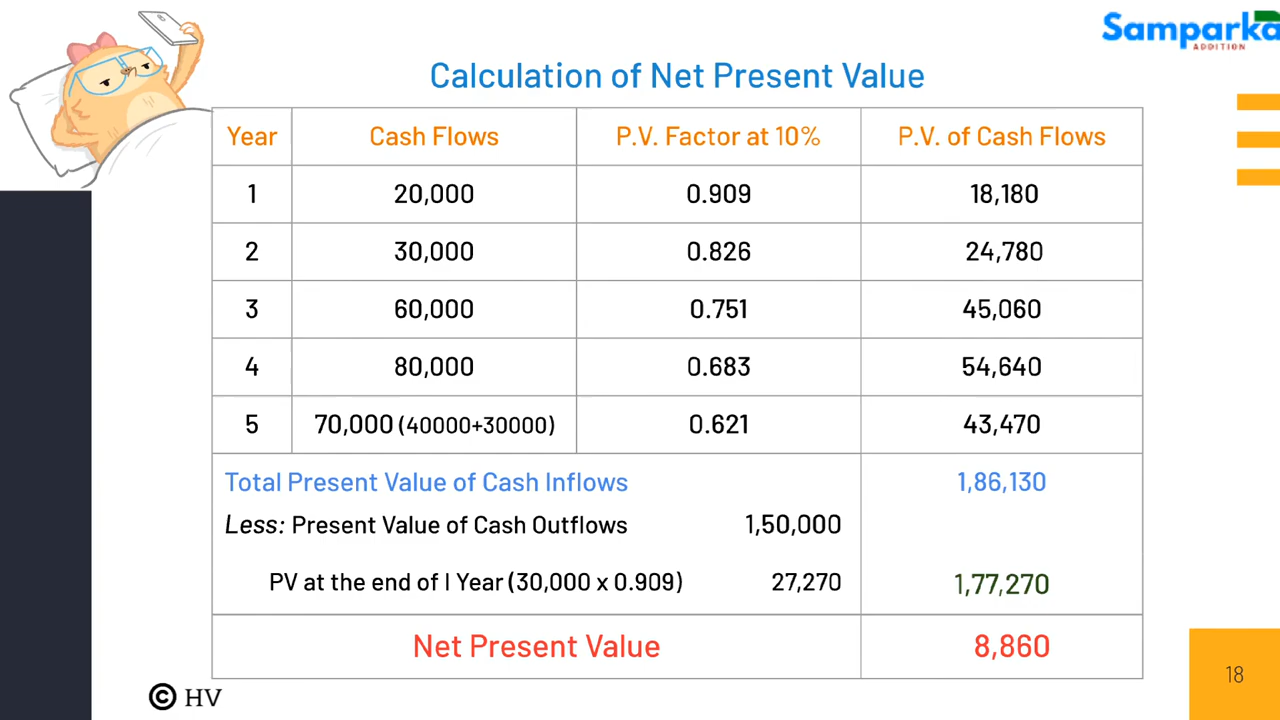 Samparka
ADDITION
Calculation of Net Present Value
Year Cash Flows P.V. Factor at 10% P.V. of Cash Flows
1 20,000 0.909 18,180
2 30,000 0.826 24,780
3 60,000 0.751 45,060
4 80,000 0.683 54,640
5 70,000 (40000+30000) 0.621 43,470
Total Present Value of Cash Inflows 1,86,130
Less: Present Value of Cash Outflows 1,50,000
PV at the end of I Year (30,000 x 0.909) 27,270 1,77,270
Net Present Value 8,860
© HV
18